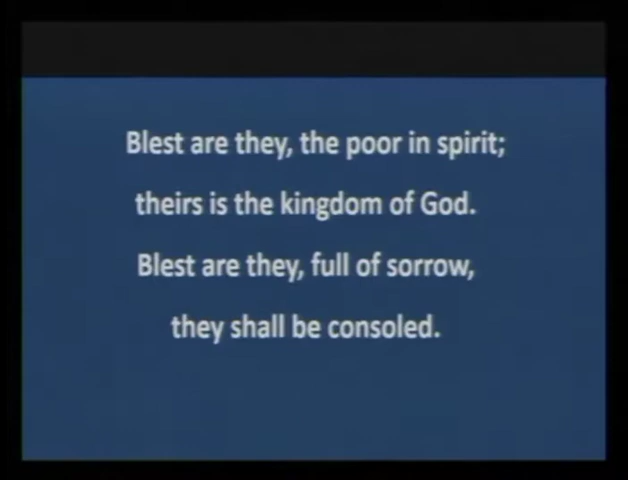 Blest are they, the poor in spirit;
theirs is the kingdom of God.
Blest are they, full of sorrow,
they shall be consoled.